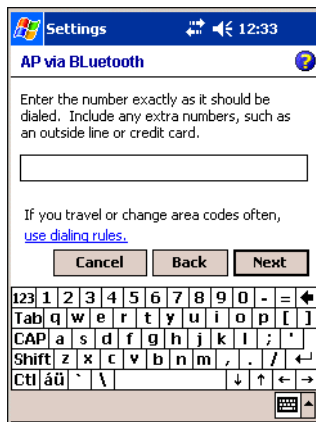 Settings 12:33
AP via BLuetooth
Enter the number exactly as it should be
dialed. Include any extra numbers, such as
an outside line or credit card.
If you travel or change area codes often,
use dialing rules.
Cancel Back Next
123 1 2 3 4 5 6 7 8 9 0 - =
Tab q w e r t y u i o p [ ]
CAP a s d f g h j k l ; '
Shift z x c v b n m , . /
Ctl áü ` \ ↓ ↑ ← →